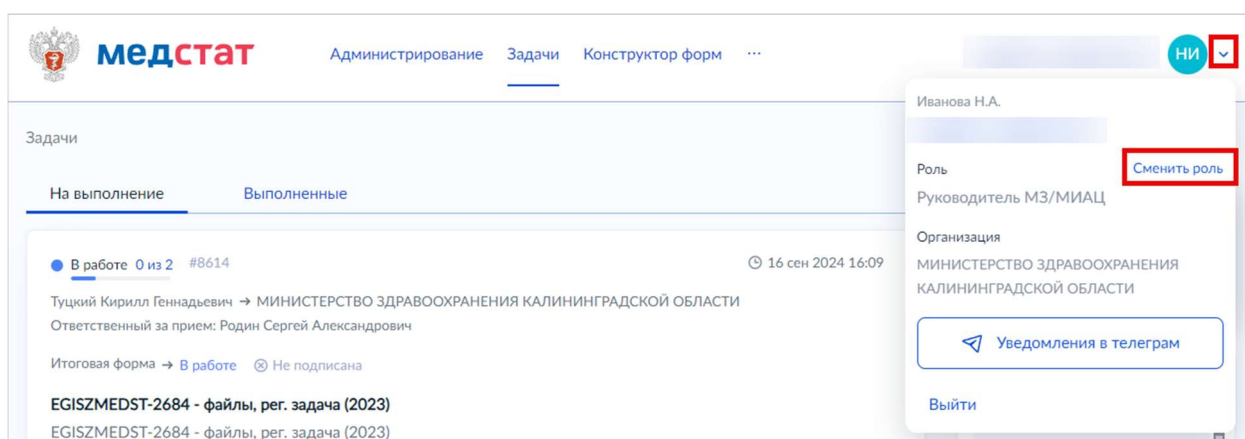 медстат
Администрирование Задачи Конструктор форм ...
НИ
Иванова Н.А.
Задачи
Роль Сменить роль
Руководитель МЗ/МИАЦ
На выполнение Выполненные
Организация
МИНИСТЕРСТВО ЗДРАВООХРАНЕНИЯ
КАЛИНИНГРАДСКОЙ ОБЛАСТИ
В работе 0 из 2 #8614 16 сен 2024 16:09
Туцкий Кирилл Геннадьевич → МИНИСТЕРСТВО ЗДРАВООХРАНЕНИЯ КАЛИНИНГРАДСКОЙ ОБЛАСТИ
Ответственный за прием: Родин Сергей Александрович
Уведомления в телеграм
Итоговая форма → В работе Не подписана
EGISZMEDST-2684 - файлы, рег. задача (2023)
Выйти
EGISZMEDST-2684 - файлы, рег. задача (2023)